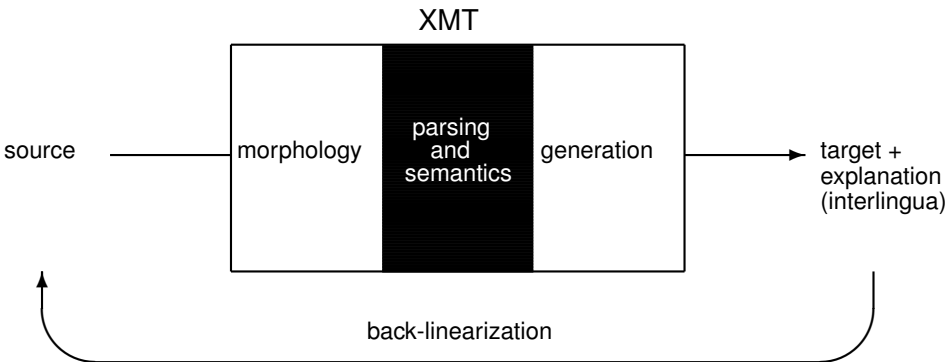 XMT
source
morphology
parsing
and
semantics
generation
target +
explanation
(interlingua)
back-linearization